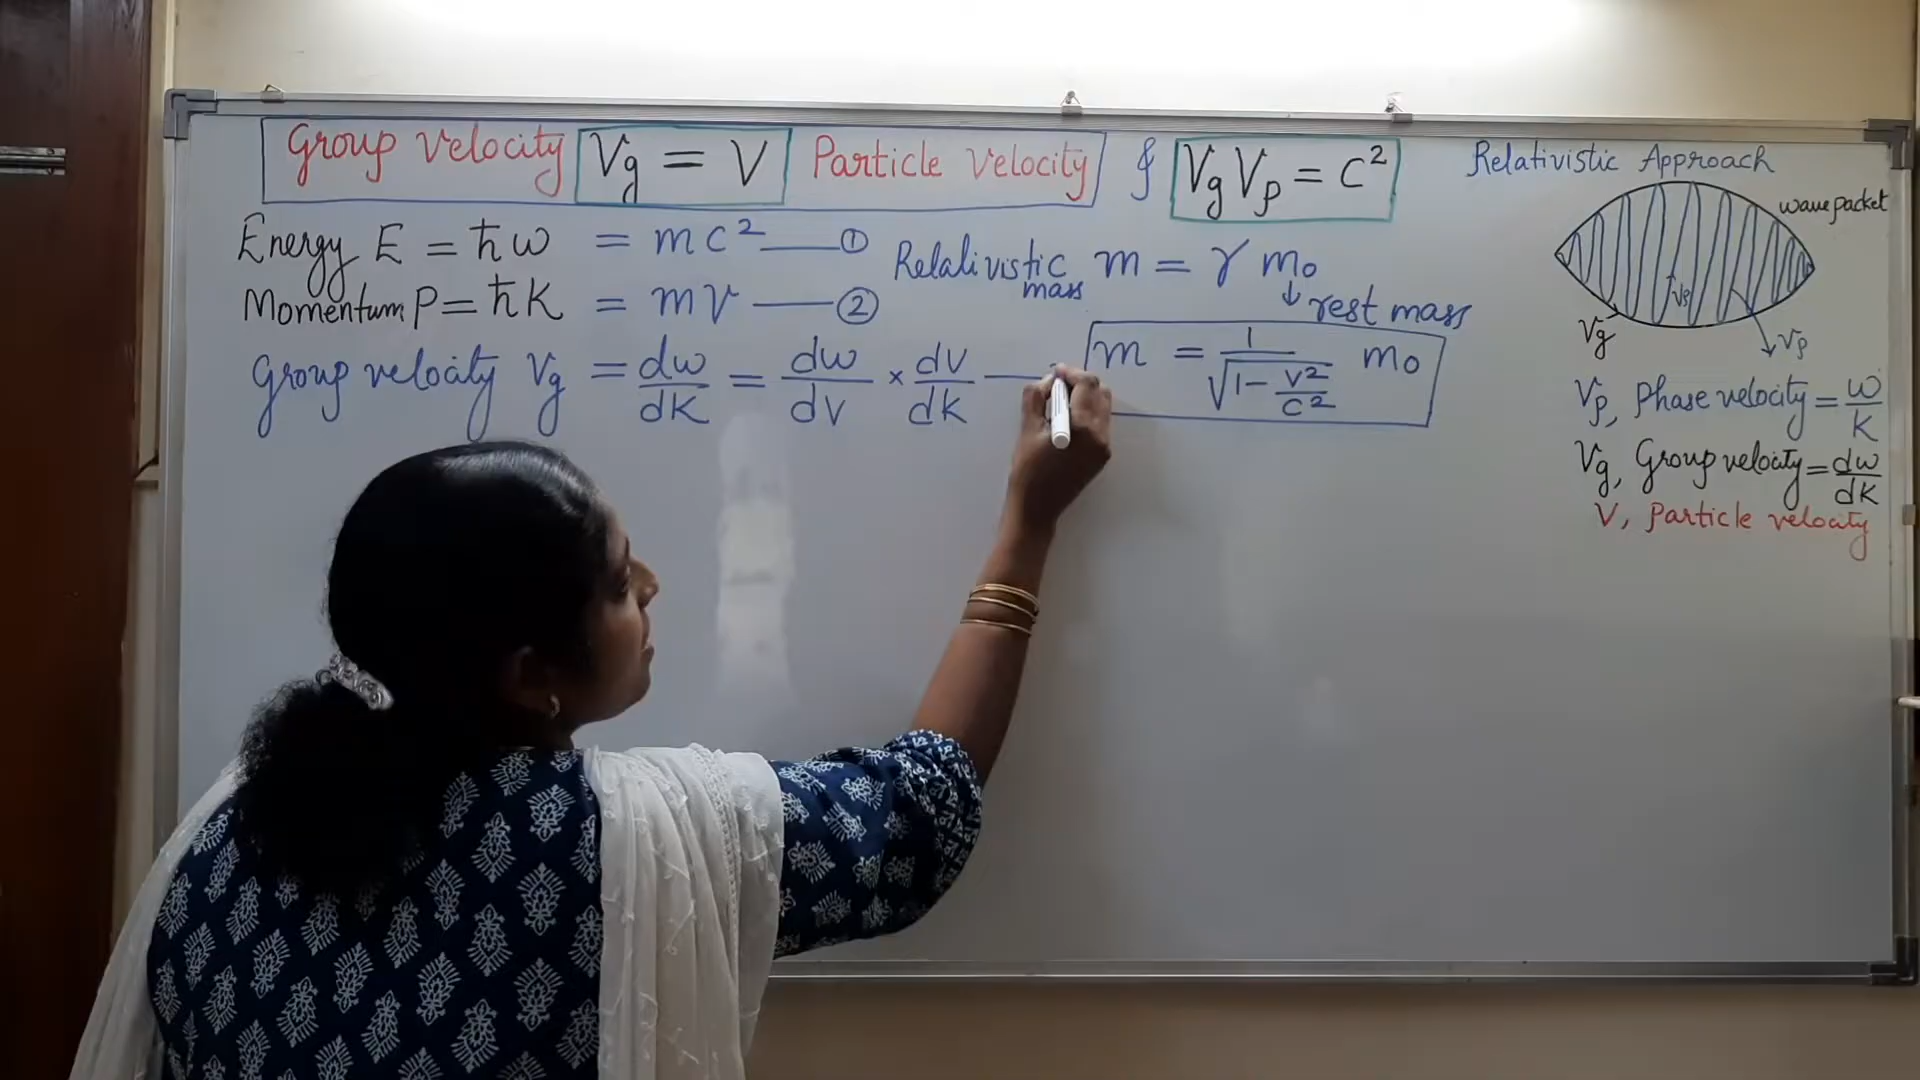 Group Velocity Vg = V Particle Velocity & VgVp = C²
Relativistic Approach
Energy E = ħω = mc² —— ①
Momentum P = ħK = mv —— ②
Group velocity Vg = dω/dK = dω/dv × dv/dk ——
Relativistic mass m = γ m₀
↓ rest mass
m = 1/√(1 - v²/c²) m₀
wave packet
Vp
Vg
Vp
Vp, Phase velocity = ω/K
Vg, Group velocity = dω/dK
V, Particle velocity